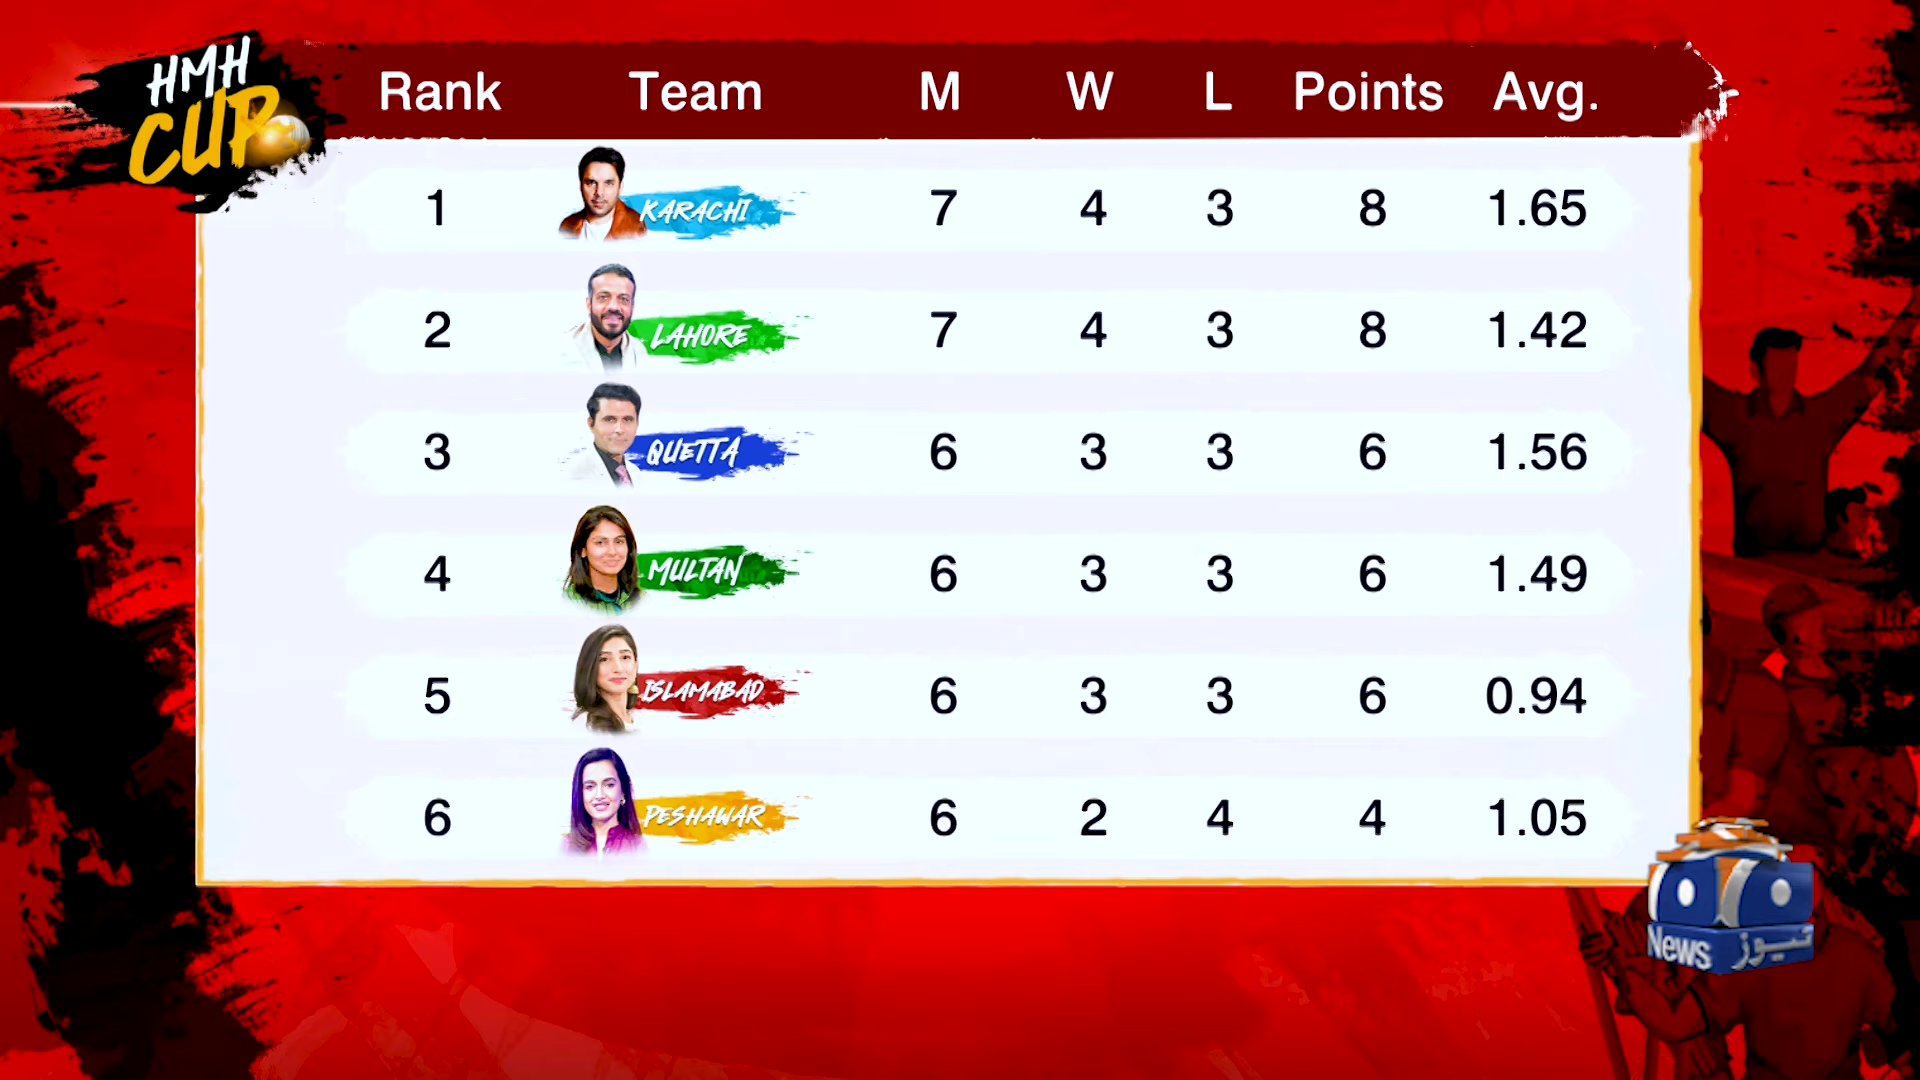 HMH
CUP
Rank Team M W L Points Avg.
1 KARACHI 7 4 3 8 1.65
2 LAHORE 7 4 3 8 1.42
3 QUETTA 6 3 3 6 1.56
4 MULTAN 6 3 3 6 1.49
5 ISLAMABAD 6 3 3 6 0.94
6 PESHAWAR 6 2 4 4 1.05
News نیوز